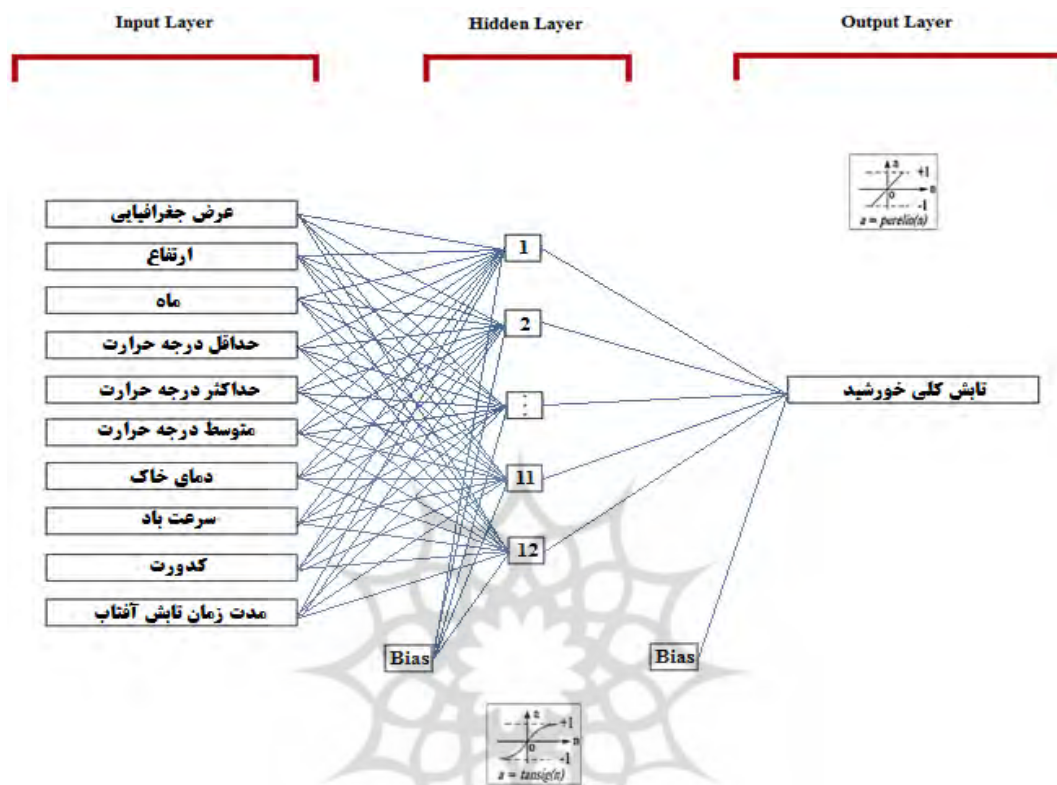 Input Layer
Hidden Layer
Output Layer
a
+1
n
0
-1
a = purelin(n)
عرض جغرافیایی
ارتفاع
ماه
حداقل درجه حرارت
حداکثر درجه حرارت
متوسط درجه حرارت
دمای خاک
سرعت باد
کدورت
مدت زمان تابش آفتاب
1
2
⋮
11
12
تابش کلی خورشید
Bias
Bias
a
+1
n
0
-1
a = tansig(n)